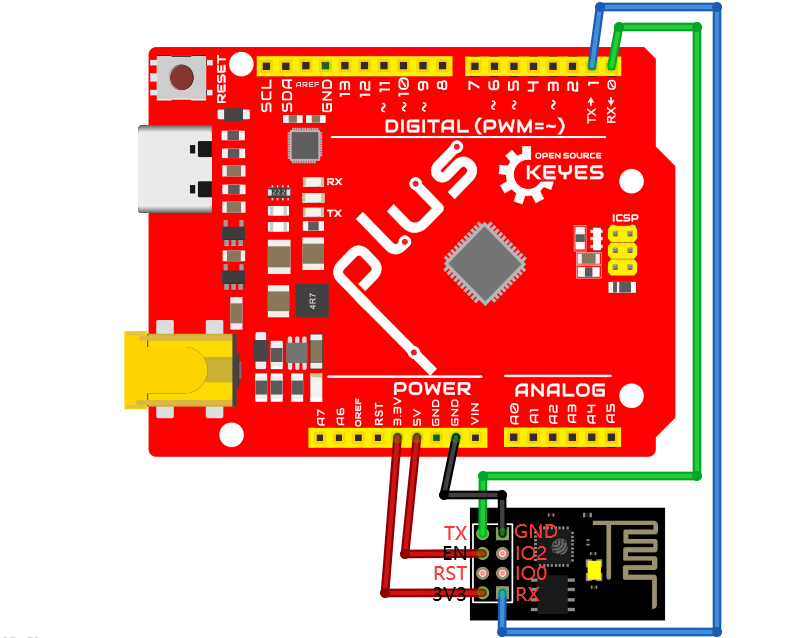 RESET
SCL
SDA
AREF
GND
13
12
~11
~10
~9
8
7
~6
~5
4
~3
2
TX→1
RX←0
DIGITAL (PWM=~)
OPEN SOURCE
KEYES
RX
TX
222
plus
ICSP
4R7
POWER
ANALOG
A7
A6
OREF
RST
3.3V
5V
GND
GND
VIN
A0
A1
A2
A3
A4
A5
TX
GND
EN
IO2
RST
IO0
3V3
RX